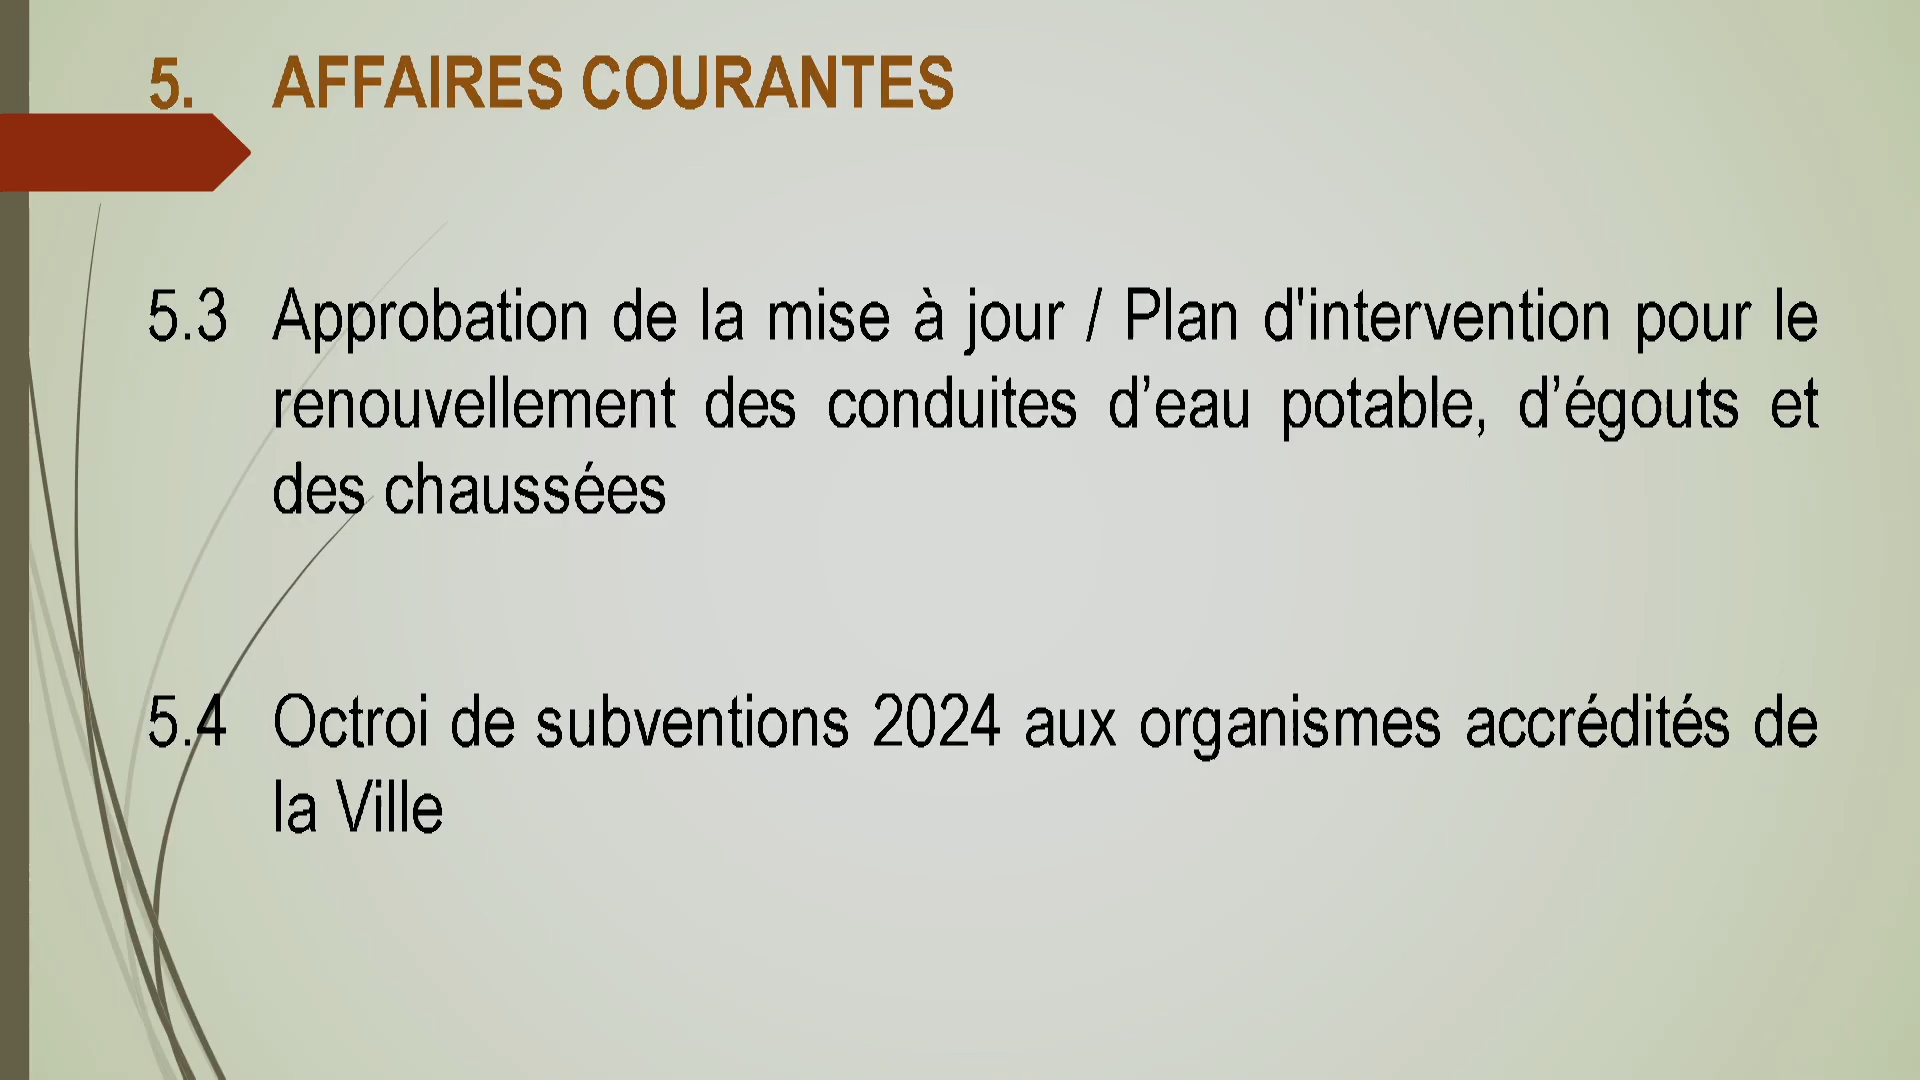 5. AFFAIRES COURANTES
5.3 Approbation de la mise à jour / Plan d'intervention pour le
renouvellement des conduites d’eau potable, d’égouts et
des chaussées
5.4 Octroi de subventions 2024 aux organismes accrédités de
la Ville